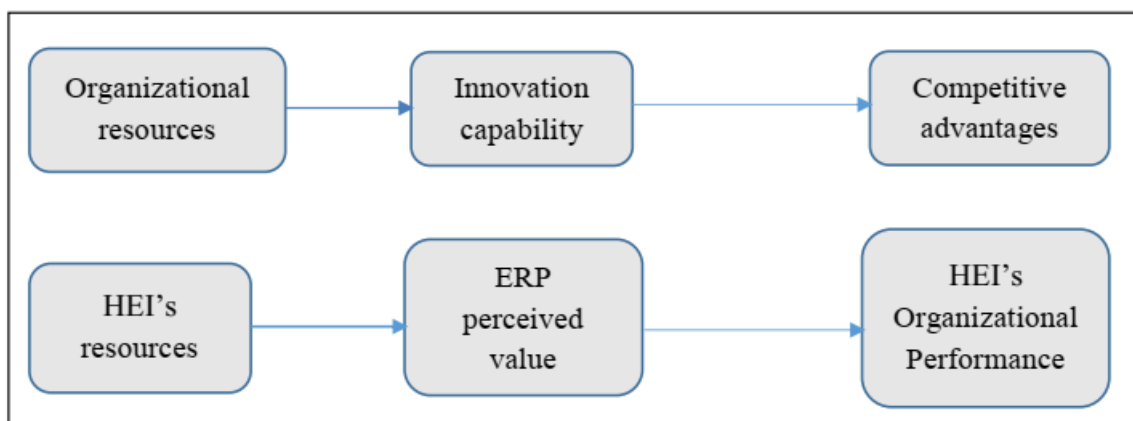 Organizational
resources
Innovation
capability
Competitive
advantages
HEI’s
resources
ERP
perceived
value
HEI’s
Organizational
Performance